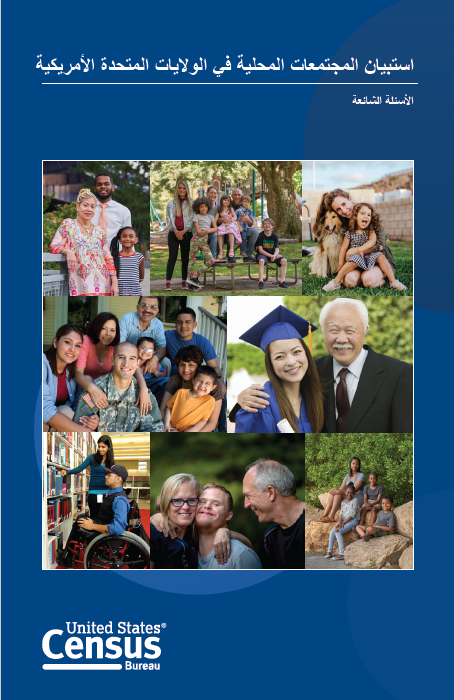 استبيان المجتمعات المحلية في الولايات المتحدة الأمريكية
الأسئلة الشائعة
United States®
Census
Bureau